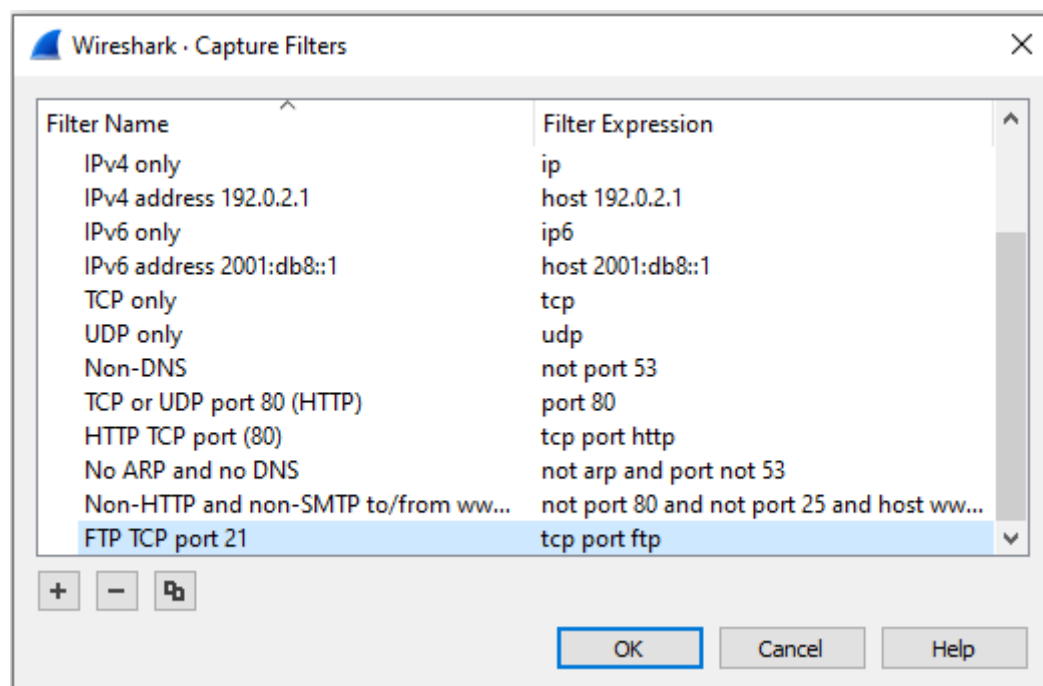 Wireshark · Capture Filters
Filter Name Filter Expression
IPv4 only ip
IPv4 address 192.0.2.1 host 192.0.2.1
IPv6 only ip6
IPv6 address 2001:db8::1 host 2001:db8::1
TCP only tcp
UDP only udp
Non-DNS not port 53
TCP or UDP port 80 (HTTP) port 80
HTTP TCP port (80) tcp port http
No ARP and no DNS not arp and port not 53
Non-HTTP and non-SMTP to/from ww... not port 80 and not port 25 and host ww...
FTP TCP port 21 tcp port ftp
OK Cancel Help